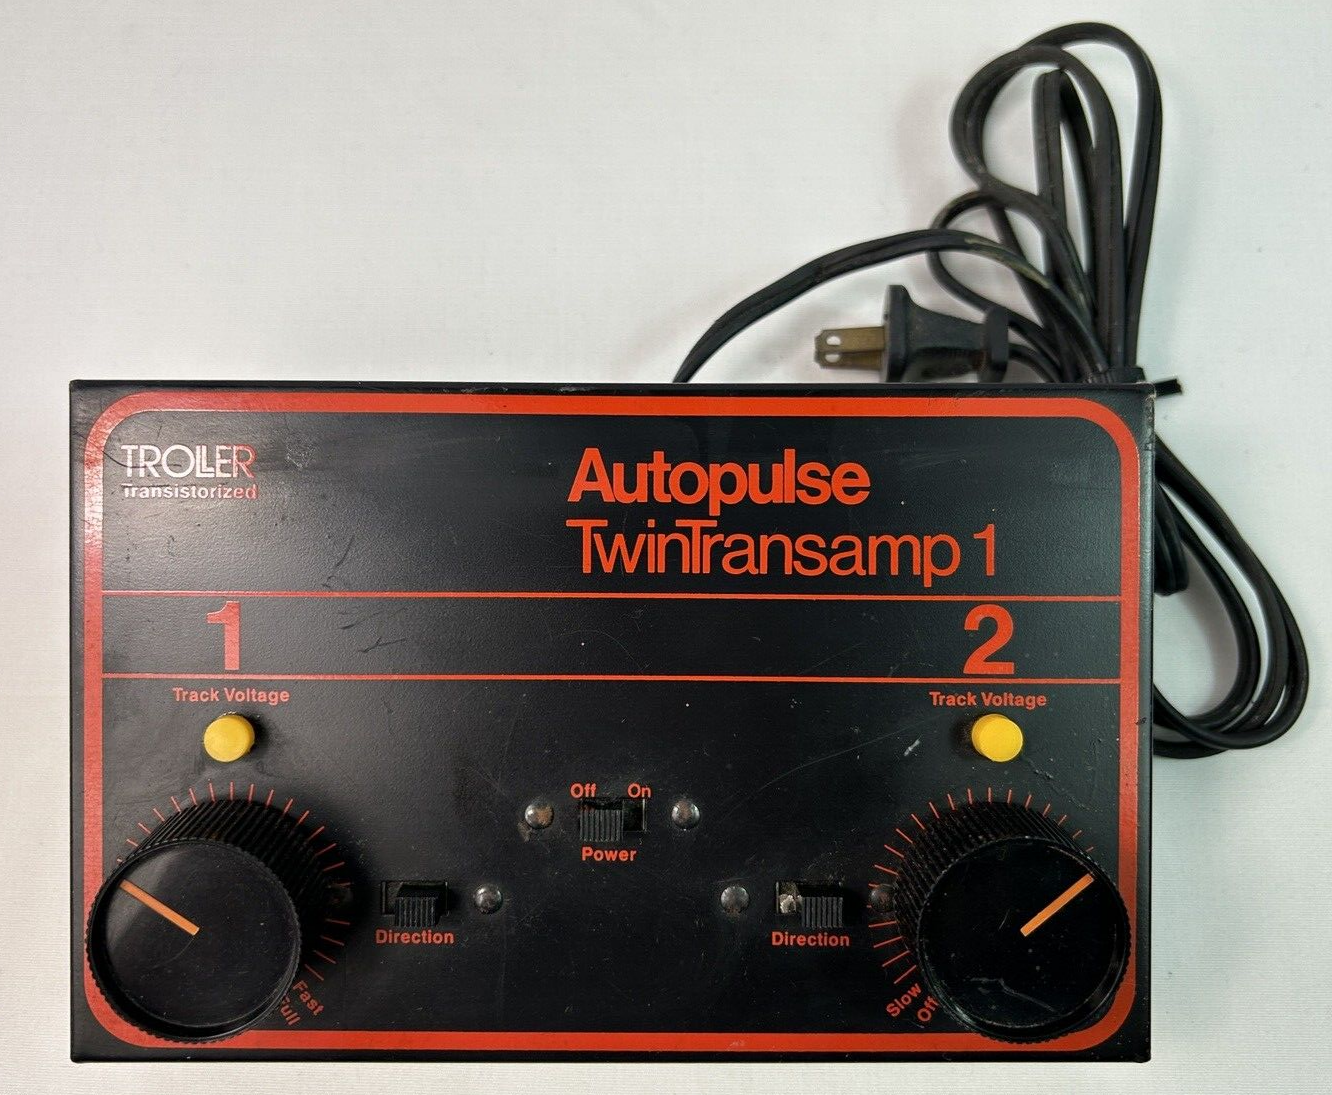 TROLLER
Transistorized
Autopulse
TwinTransamp 1
1
2
Track Voltage
Track Voltage
Off On
Power
Direction
Direction
Fast
Full
Slow
Off